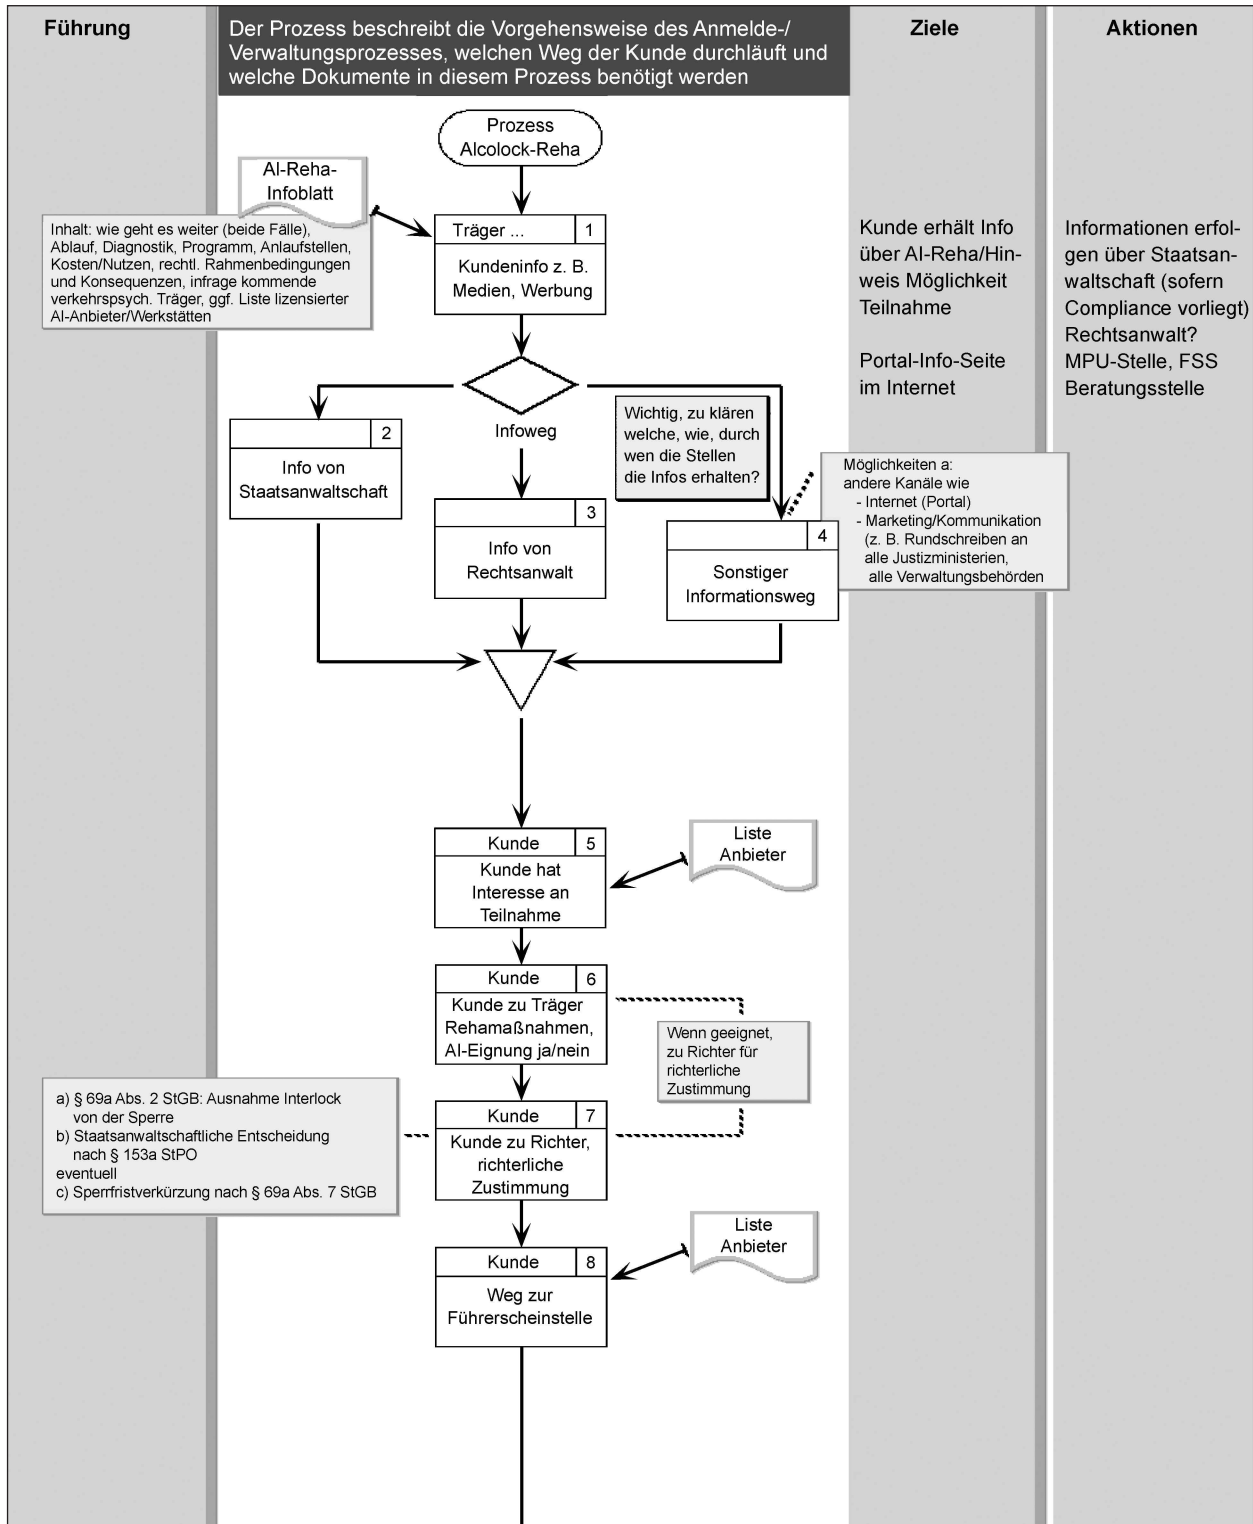 Führung
Der Prozess beschreibt die Vorgehensweise des Anmelde-/
Verwaltungsprozesses, welchen Weg der Kunde durchläuft und
welche Dokumente in diesem Prozess benötigt werden
Ziele
Aktionen
Prozess
Alcolock-Reha
AI-Reha-
Infoblatt
Inhalt: wie geht es weiter (beide Fälle),
Ablauf, Diagnostik, Programm, Anlaufstellen,
Kosten/Nutzen, rechtl. Rahmenbedingungen
und Konsequenzen, infrage kommende
verkehrspsych. Träger, ggf. Liste lizensierter
AI-Anbieter/Werkstätten
Träger ... 1
Kundeninfo z. B.
Medien, Werbung
Kunde erhält Info
über AI-Reha/Hin-
weis Möglichkeit
Teilnahme
Portal-Info-Seite
im Internet
Informationen erfol-
gen über Staatsan-
waltschaft (sofern
Compliance vorliegt)
Rechtsanwalt?
MPU-Stelle, FSS
Beratungsstelle
Infoweg
2
Info von
Staatsanwaltschaft
3
Info von
Rechtsanwalt
Wichtig, zu klären
welche, wie, durch
wen die Stellen
die Infos erhalten?
4
Sonstiger
Informationsweg
Möglichkeiten a:
andere Kanäle wie
- Internet (Portal)
- Marketing/Kommunikation
(z. B. Rundschreiben an
alle Justizministerien,
alle Verwaltungsbehörden
Kunde 5
Kunde hat
Interesse an
Teilnahme
Liste
Anbieter
Kunde 6
Kunde zu Träger
Rehamaßnahmen,
AI-Eignung ja/nein
Wenn geeignet,
zu Richter für
richterliche
Zustimmung
a) § 69a Abs. 2 StGB: Ausnahme Interlock
von der Sperre
b) Staatsanwaltschaftliche Entscheidung
nach § 153a StPO
eventuell
c) Sperrfristverkürzung nach § 69a Abs. 7 StGB
Kunde 7
Kunde zu Richter,
richterliche
Zustimmung
Kunde 8
Weg zur
Führerscheinstelle
Liste
Anbieter